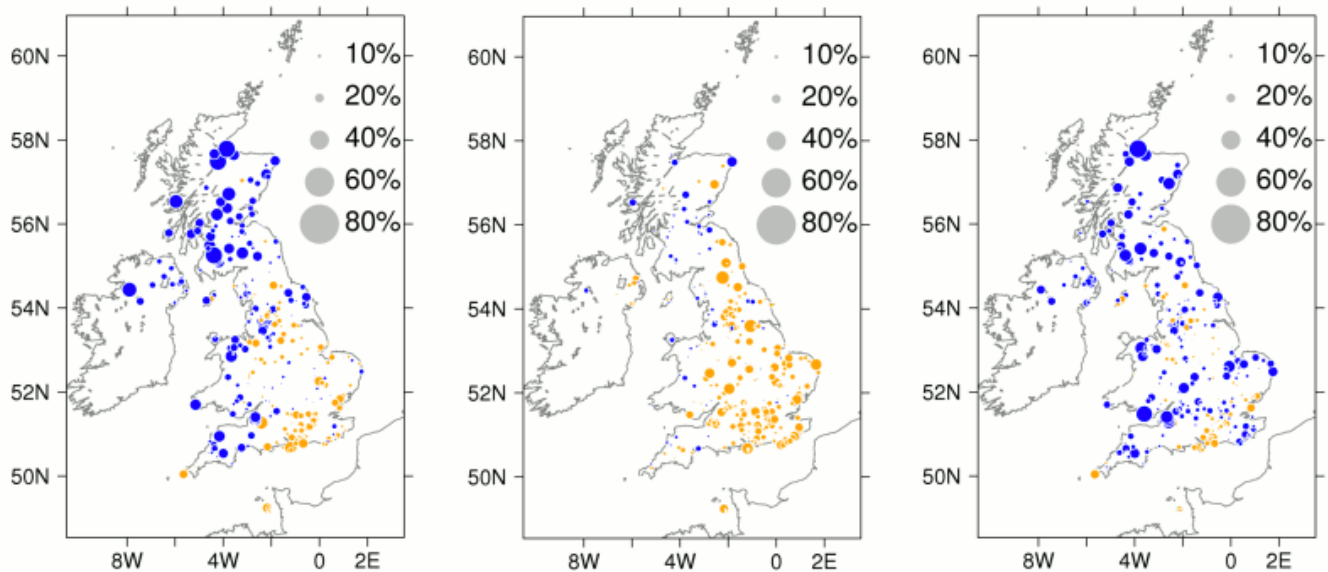 60N 10% 60N 10% 60N 10%
20% 20% 20%
58N 58N 58N
40% 40% 40%
60% 60% 60%
56N 80% 56N 80% 56N 80%
54N 54N 54N
52N 52N 52N
50N 50N 50N
8W 4W 0 2E 8W 4W 0 2E 8W 4W 0 2E